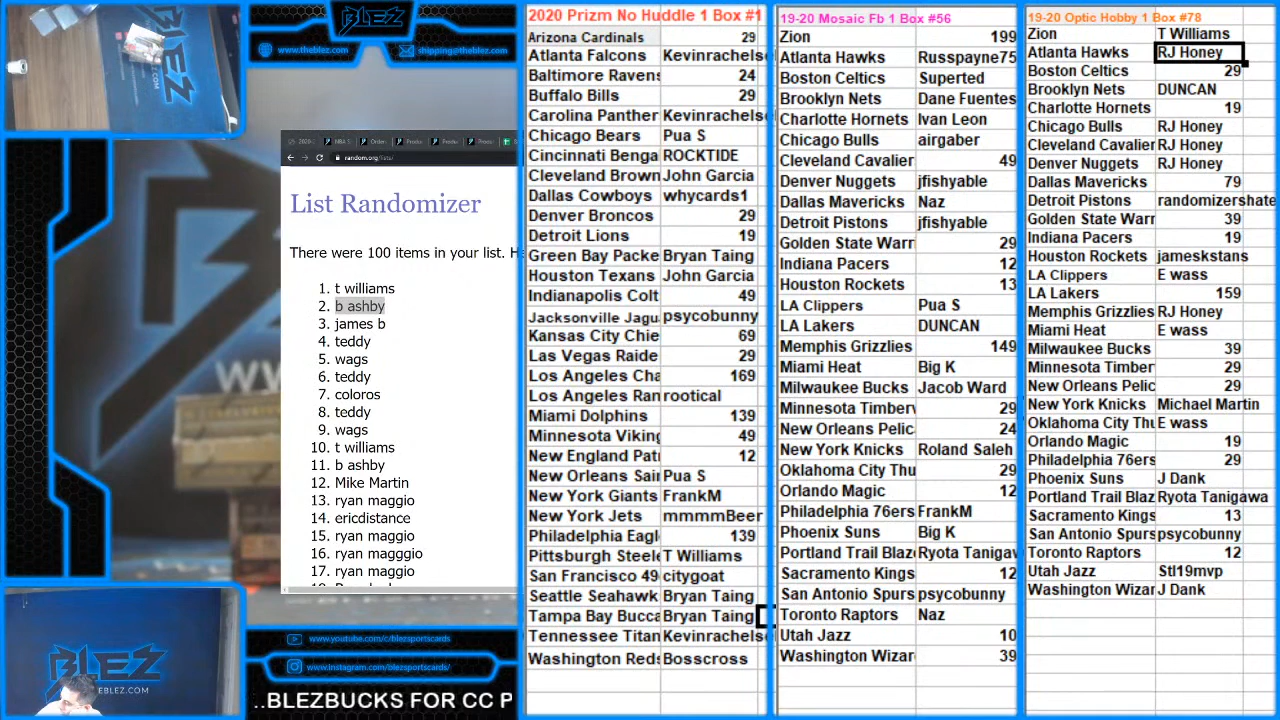 BLEZ
www.theblez.com
shipping@theblez.com
random.org/lists/
List Randomizer
There were 100 items in your list.
1. t williams
2. b ashby
3. james b
4. teddy
5. wags
6. teddy
7. coloros
8. teddy
9. wags
10. t williams
11. b ashby
12. Mike Martin
13. ryan maggio
14. ericdistance
15. ryan maggio
16. ryan magggio
17. ryan maggio
BLEZ
www.youtube.com/c/blezsportscards
www.Instagram.com/blezsportscards/
..BLEZBUCKS FOR CC P
2020 Prizm No Huddle 1 Box #1
Arizona Cardinals 29
Atlanta Falcons Kevinrachelse
Baltimore Ravens 24
Buffalo Bills 29
Carolina Panther Kevinrachelse
Chicago Bears Pua S
Cincinnati Benga ROCKTIDE
Cleveland Brown John Garcia
Dallas Cowboys whycards1
Denver Broncos 29
Detroit Lions 19
Green Bay Packe Bryan Taing
Houston Texans John Garcia
Indianapolis Colt 49
Jacksonville Jagu psycobunny
Kansas City Chie 69
Las Vegas Raide 29
Los Angeles Cha 169
Los Angeles Ran rootical
Miami Dolphins 139
Minnesota Viking 49
New England Pat 12
New Orleans Sai Pua S
New York Giants FrankM
New York Jets mmmmBeer
Philadelphia Eagl 139
Pittsburgh Steele T Williams
San Francisco 49 citygoat
Seattle Seahawk Bryan Taing
Tampa Bay Bucca Bryan Taing
Tennessee Titan Kevinrachelse
Washington Reds Bosscross
19-20 Mosaic Fb 1 Box #56
Zion 199
Atlanta Hawks Russpayne75
Boston Celtics Superted
Brooklyn Nets Dane Fuentes
Charlotte Hornets Ivan Leon
Chicago Bulls airgaber
Cleveland Cavalier 49
Denver Nuggets jfishyable
Dallas Mavericks Naz
Detroit Pistons jfishyable
Golden State Warri 29
Indiana Pacers 12
Houston Rockets 13
LA Clippers Pua S
LA Lakers DUNCAN
Memphis Grizzlies 149
Miami Heat Big K
Milwaukee Bucks Jacob Ward
Minnesota Timberv 29
New Orleans Pelic 24
New York Knicks Roland Saleh
Oklahoma City Thu 29
Orlando Magic 12
Philadelphia 76ers FrankM
Phoenix Suns Big K
Portland Trail Blaz Ryota Tanigaw
Sacramento Kings 12
San Antonio Spurs psycobunny
Toronto Raptors Naz
Utah Jazz 10
Washington Wizar 39
19-20 Optic Hobby 1 Box #78
Zion T Williams
Atlanta Hawks RJ Honey
Boston Celtics 29
Brooklyn Nets DUNCAN
Charlotte Hornets 19
Chicago Bulls RJ Honey
Cleveland Cavalier RJ Honey
Denver Nuggets RJ Honey
Dallas Mavericks 79
Detroit Pistons randomizershate
Golden State Warr 39
Indiana Pacers 19
Houston Rockets jameskstans
LA Clippers E wass
LA Lakers 159
Memphis Grizzlies RJ Honey
Miami Heat E wass
Milwaukee Bucks 39
Minnesota Timber 29
New Orleans Pelic 29
New York Knicks Michael Martin
Oklahoma City Thu E wass
Orlando Magic 19
Philadelphia 76ers 29
Phoenix Suns J Dank
Portland Trail Blaz Ryota Tanigawa
Sacramento Kings 13
San Antonio Spurs psycobunny
Toronto Raptors 12
Utah Jazz Stl19mvp
Washington Wizar J Dank